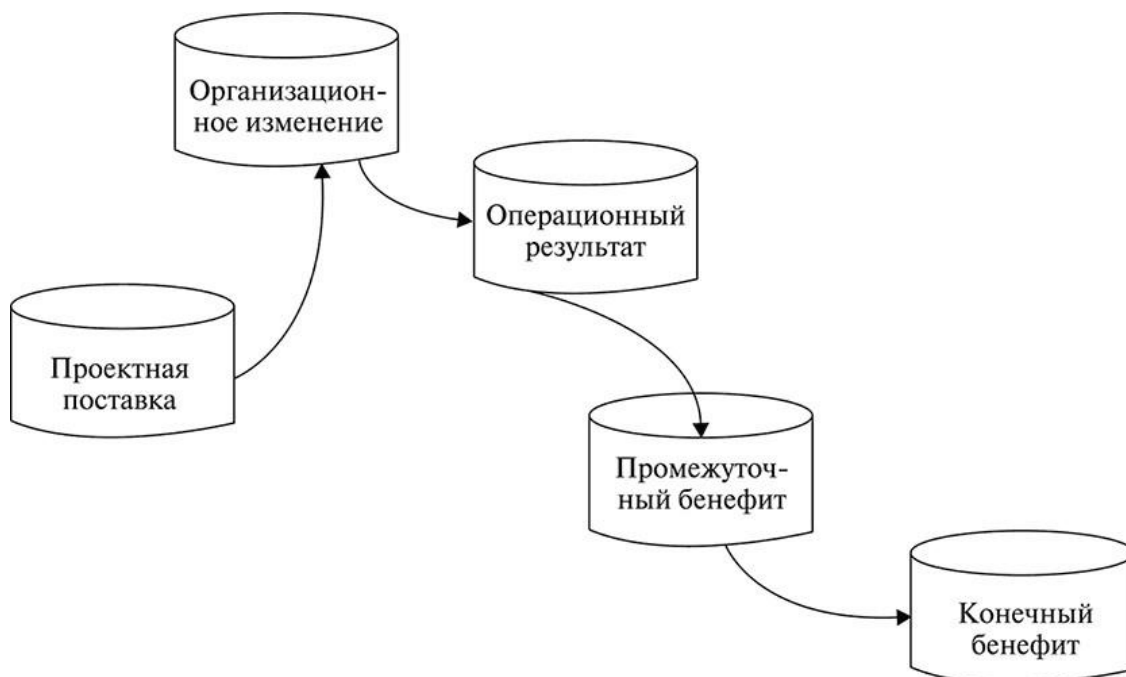 Организацион-
ное изменение
Операционный
результат
Проектная
поставка
Промежуточ-
ный бенефит
Конечный
бенефит